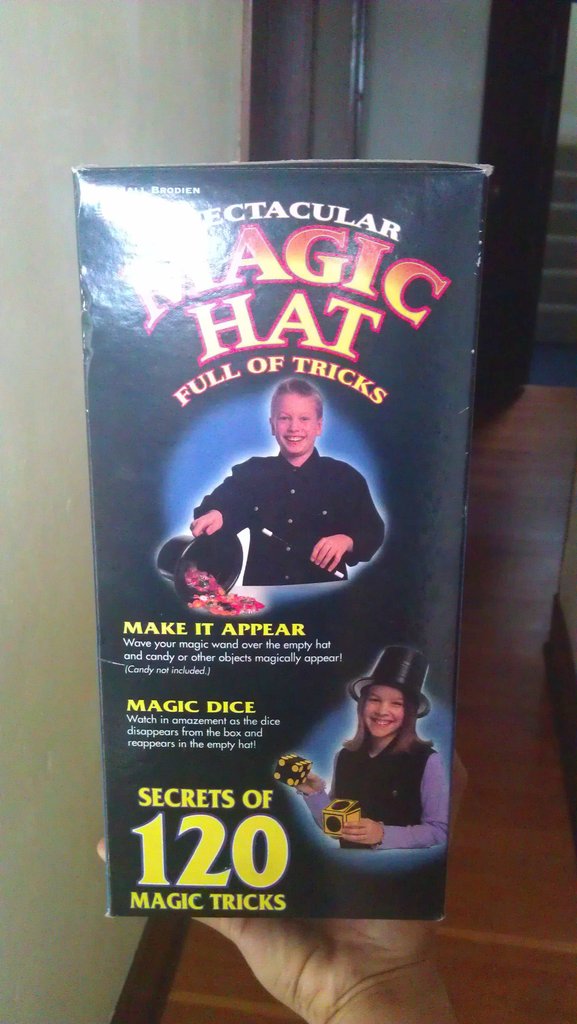 BRODIEN
SPECTACULAR
MAGIC
HAT
FULL OF TRICKS
MAKE IT APPEAR
Wave your magic wand over the empty hat
and candy or other objects magically appear!
(Candy not included.)
MAGIC DICE
Watch in amazement as the dice
disappears from the box and
reappears in the empty hat!
SECRETS OF
120
MAGIC TRICKS